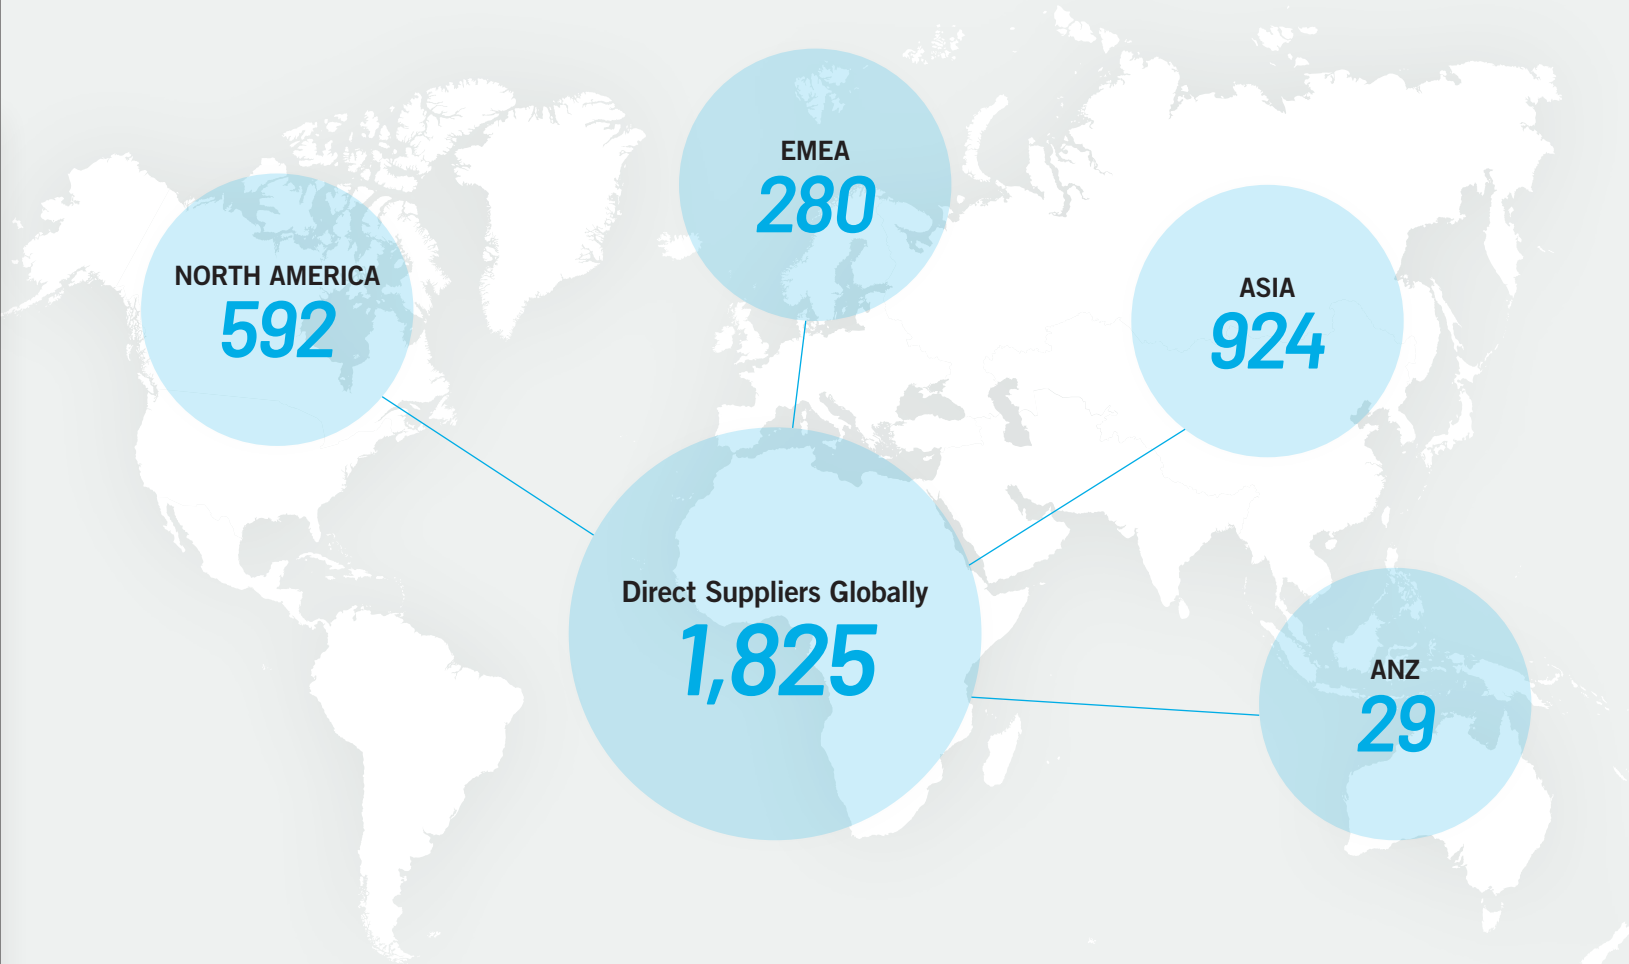 EMEA
280
NORTH AMERICA
592
ASIA
924
Direct Suppliers Globally
1,825
ANZ
29